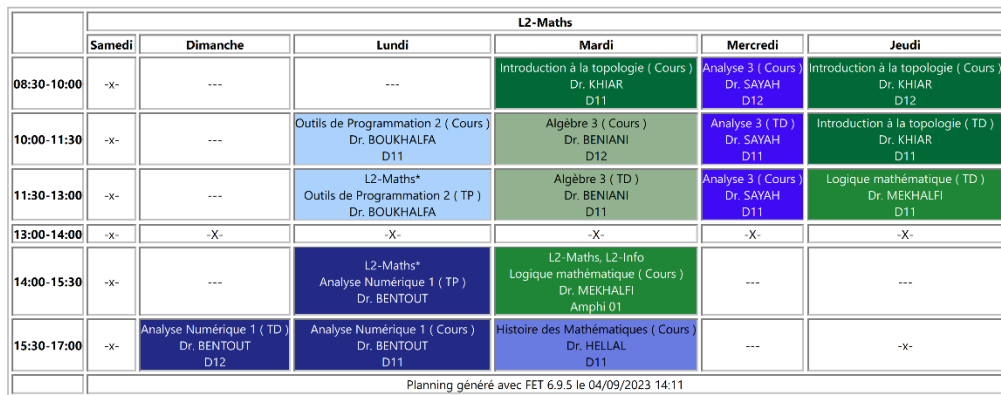 L2-Maths
Samedi Dimanche Lundi Mardi Mercredi Jeudi
08:30-10:00 -x- --- --- Introduction à la topologie ( Cours ) Analyse 3 ( Cours ) Introduction à la topologie ( Cours )
Dr. KHIAR Dr. SAYAH Dr. KHIAR
D11 D12 D12
10:00-11:30 -x- --- Outils de Programmation 2 ( Cours ) Algèbre 3 ( Cours ) Analyse 3 ( TD ) Introduction à la topologie ( TD )
Dr. BOUKHALFA Dr. BENIANI Dr. SAYAH Dr. KHIAR
D11 D12 D11 D11
11:30-13:00 -x- --- L2-Maths* Algèbre 3 ( TD ) Analyse 3 ( Cours ) Logique mathématique ( TD )
Outils de Programmation 2 ( TP ) Dr. BENIANI Dr. SAYAH Dr. MEKHALFI
Dr. BOUKHALFA D11 D11 D11
13:00-14:00 -x- -X- -X- -X- -X- -X-
14:00-15:30 -x- --- L2-Maths* L2-Maths, L2-Info --- ---
Analyse Numérique 1 ( TP ) Logique mathématique ( Cours )
Dr. BENTOUT Dr. MEKHALFI
Amphi 01
15:30-17:00 -x- Analyse Numérique 1 ( TD ) Analyse Numérique 1 ( Cours ) Histoire des Mathématiques ( Cours ) --- -x-
Dr. BENTOUT Dr. BENTOUT Dr. HELLAL
D12 D11 D11
Planning généré avec FET 6.9.5 le 04/09/2023 14:11